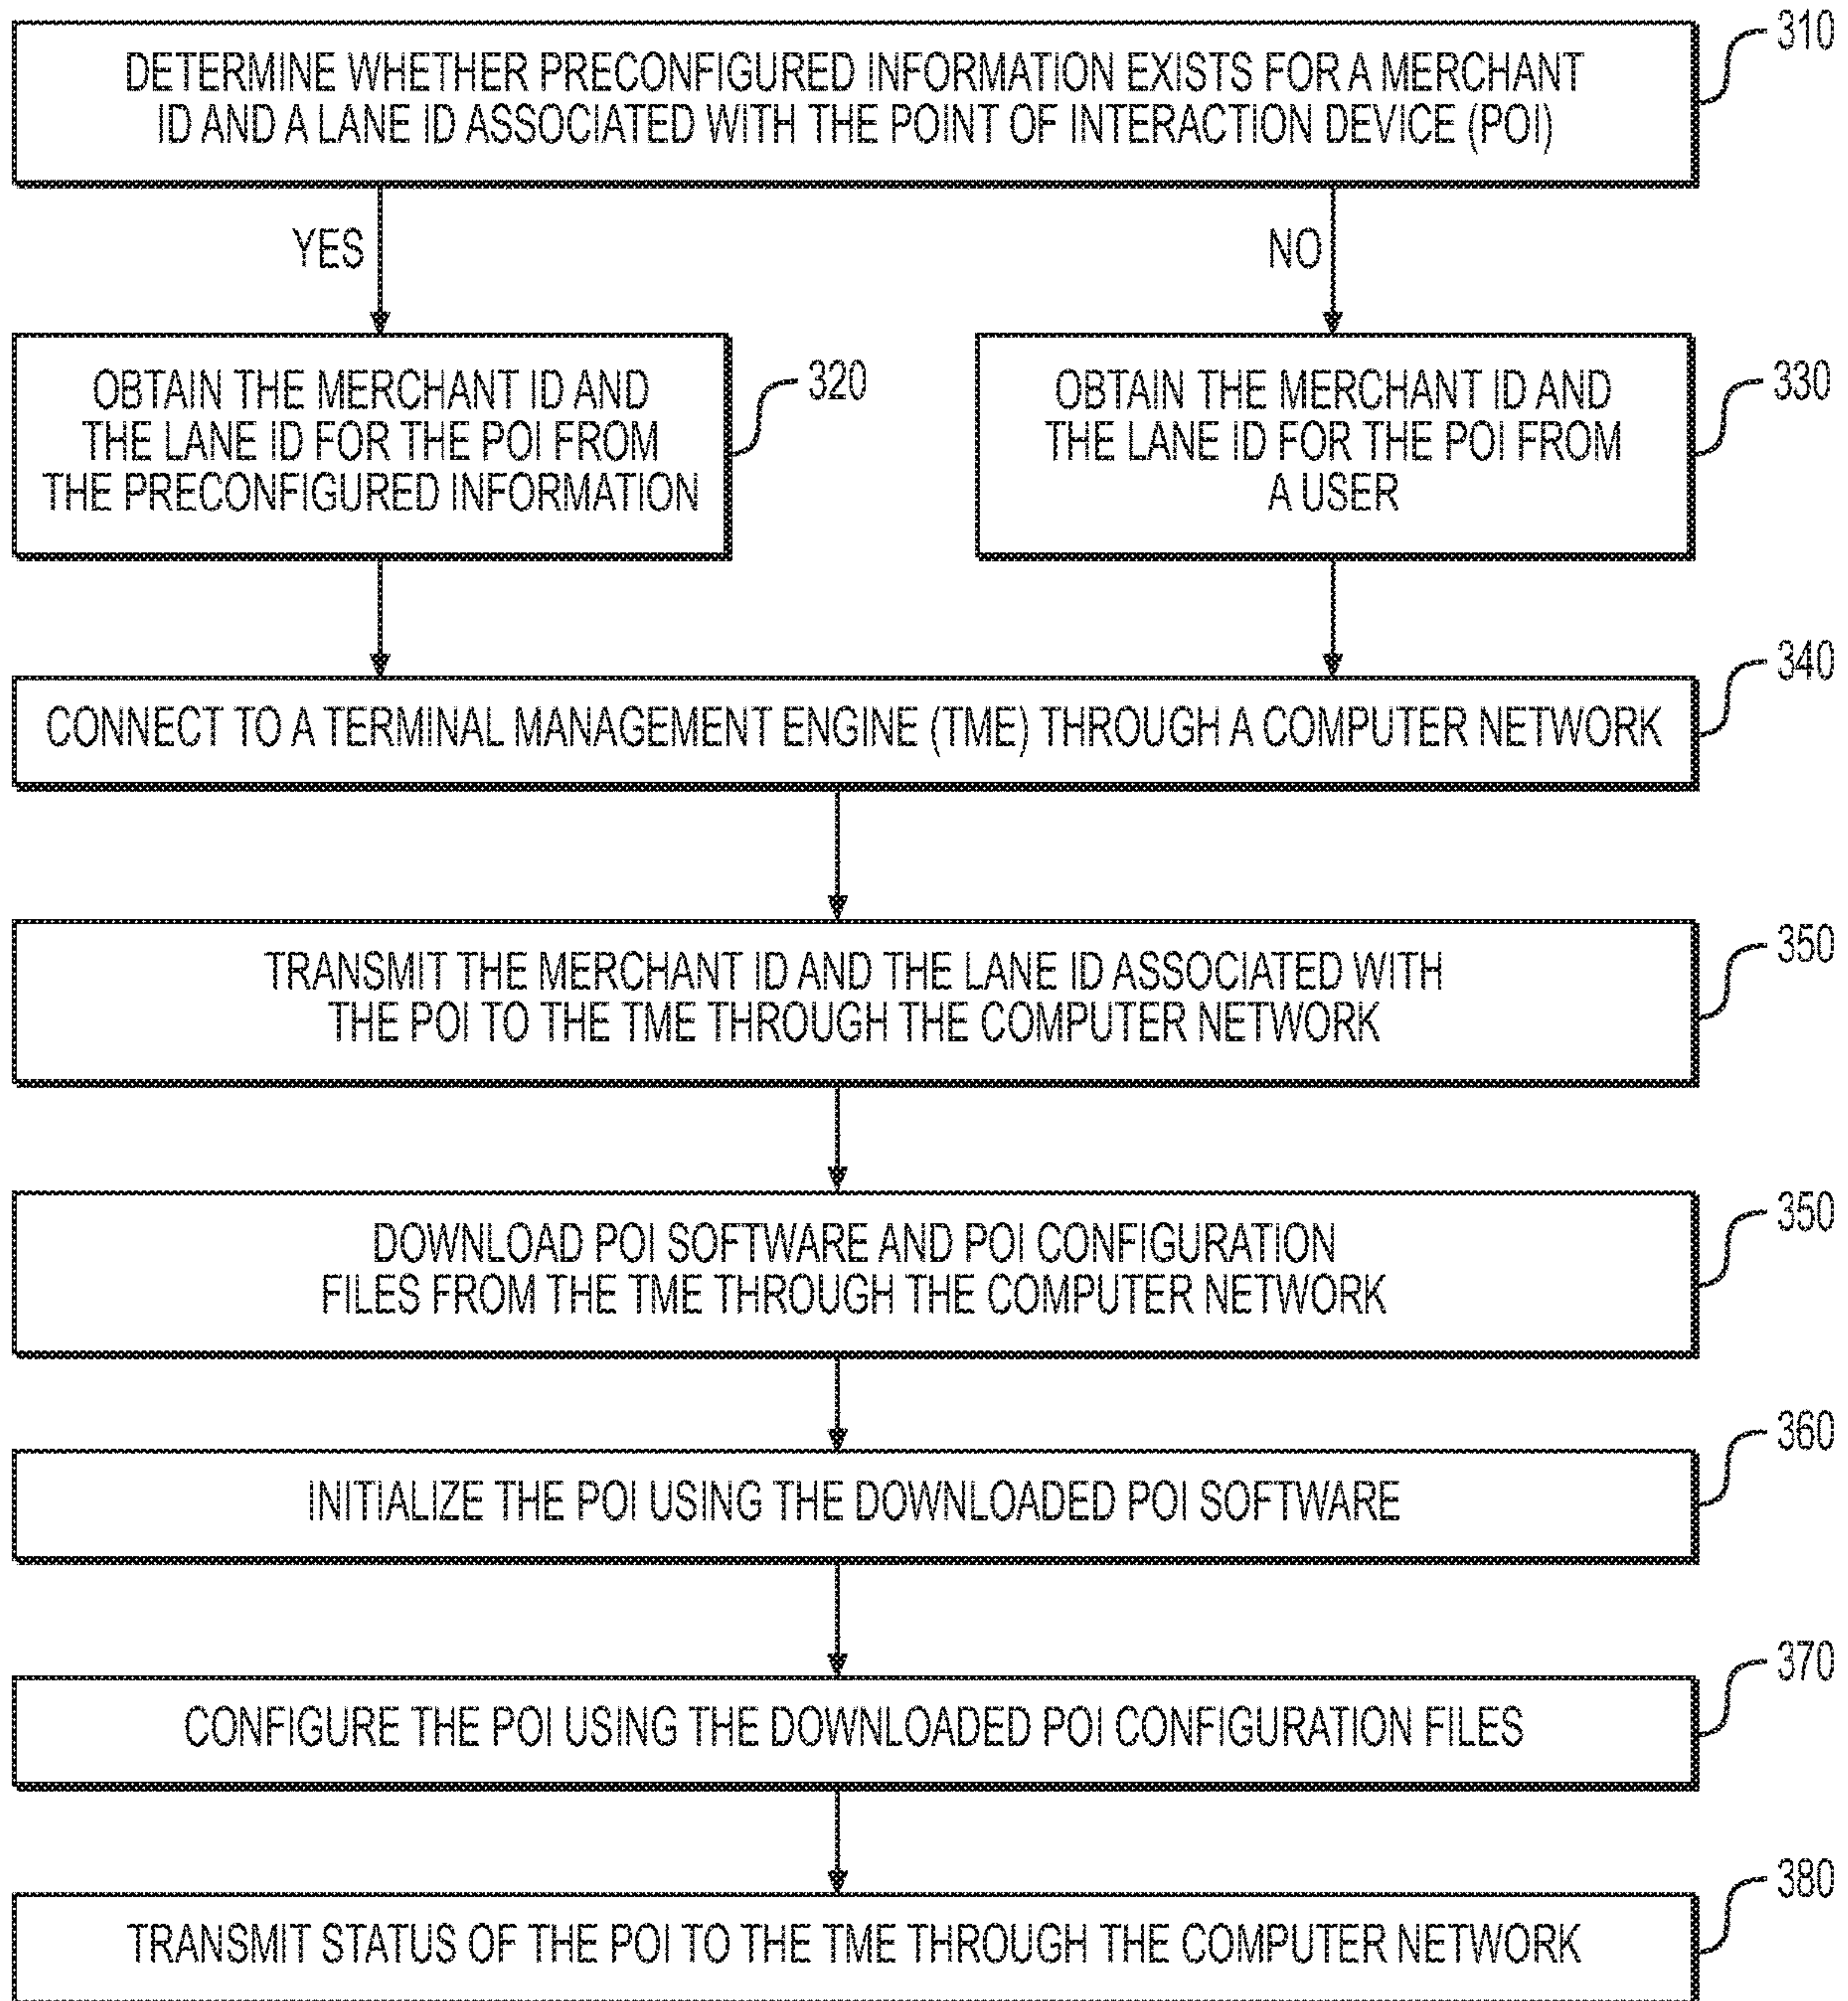 310
DETERMINE WHETHER PRECONFIGURED INFORMATION EXISTS FOR A MERCHANT
ID AND A LANE ID ASSOCIATED WITH THE POINT OF INTERACTION DEVICE (POI)
YES
NO
OBTAIN THE MERCHANT ID AND
THE LANE ID FOR THE POI FROM
THE PRECONFIGURED INFORMATION
320
OBTAIN THE MERCHANT ID AND
THE LANE ID FOR THE POI FROM
A USER
330
340
CONNECT TO A TERMINAL MANAGEMENT ENGINE (TME) THROUGH A COMPUTER NETWORK
350
TRANSMIT THE MERCHANT ID AND THE LANE ID ASSOCIATED WITH
THE POI TO THE TME THROUGH THE COMPUTER NETWORK
350
DOWNLOAD POI SOFTWARE AND POI CONFIGURATION
FILES FROM THE TME THROUGH THE COMPUTER NETWORK
360
INITIALIZE THE POI USING THE DOWNLOADED POI SOFTWARE
370
CONFIGURE THE POI USING THE DOWNLOADED POI CONFIGURATION FILES
380
TRANSMIT STATUS OF THE POI TO THE TME THROUGH THE COMPUTER NETWORK